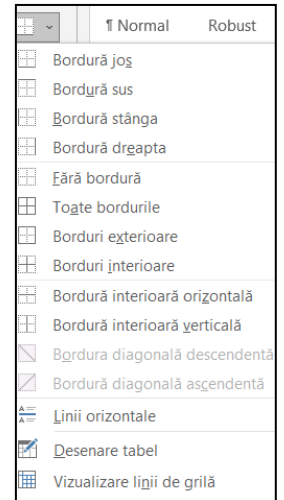 ¶ Normal Robust
Bordură jos
Bordură sus
Bordură stânga
Bordură dreapta
Fără bordură
Toate bordurile
Borduri exterioare
Borduri interioare
Bordură interioară orizontală
Bordură interioară verticală
Bordura diagonală descendentă
Bordură diagonală ascendentă
Linii orizontale
Desenare tabel
Vizualizare linii de grilă